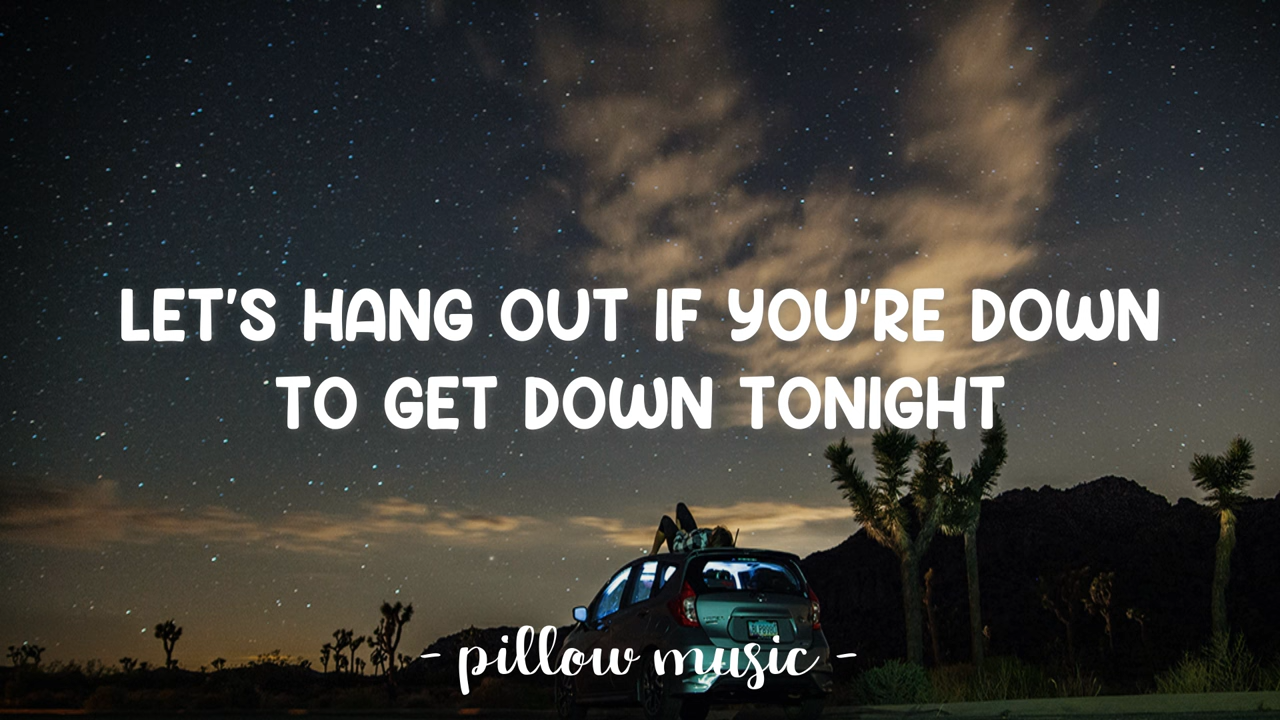 LET'S HANG OUT IF YOU'RE DOWN
TO GET DOWN TONIGHT
- pillow music -